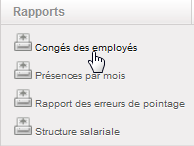 Rapports
Congés des employés
Présences par mois
Rapport des erreurs de pointage
Structure salariale